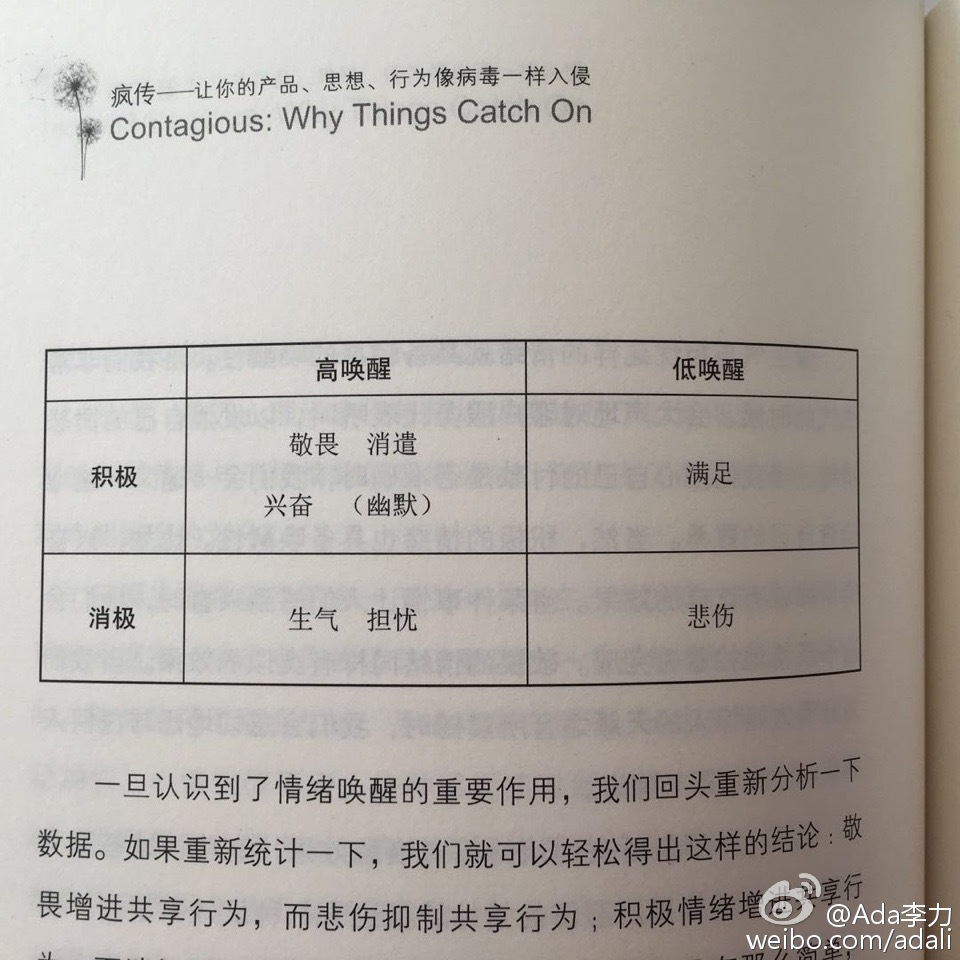 疯传——让你的产品、思想、行为像病毒一样入侵
Contagious: Why Things Catch On
高唤醒 低唤醒
敬畏 消遣
积极 满足
兴奋 （幽默）
消极 生气 担忧 悲伤
一旦认识到了情绪唤醒的重要作用，我们回头重新分析一下
数据。如果重新统计一下，我们就可以轻松得出这样的结论：敬
畏增进共享行为，而悲伤抑制共享行为；积极情绪增进共享行
那么简单，
@Ada李力
weibo.com/adali